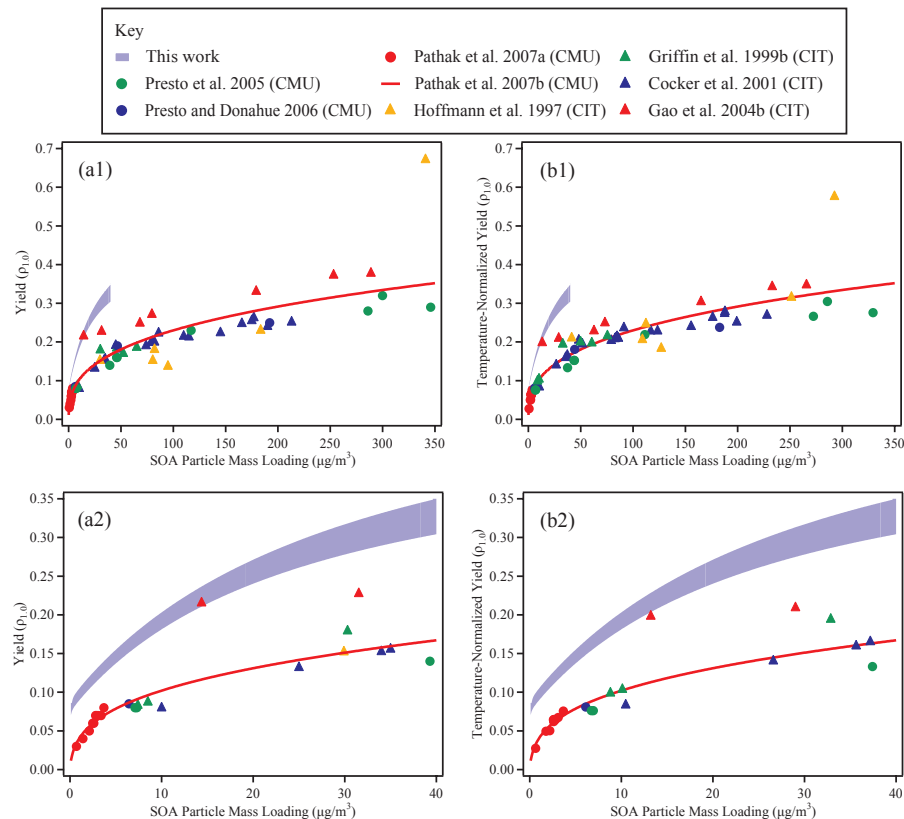 Key
This work
Presto et al. 2005 (CMU)
Presto and Donahue 2006 (CMU)
Pathak et al. 2007a (CMU)
Pathak et al. 2007b (CMU)
Hoffmann et al. 1997 (CIT)
Griffin et al. 1999b (CIT)
Cocker et al. 2001 (CIT)
Gao et al. 2004b (CIT)
(a1)
Yield (ρ1.0)
0.7
0.6
0.5
0.4
0.3
0.2
0.1
0.0
0 50 100 150 200 250 300 350
SOA Particle Mass Loading (μg/m³)
(b1)
Temperature-Normalized Yield (ρ1.0)
0.7
0.6
0.5
0.4
0.3
0.2
0.1
0.0
0 50 100 150 200 250 300 350
SOA Particle Mass Loading (μg/m³)
(a2)
Yield (ρ1.0)
0.35
0.30
0.25
0.20
0.15
0.10
0.05
0.00
0 10 20 30 40
SOA Particle Mass Loading (μg/m³)
(b2)
Temperature-Normalized Yield (ρ1.0)
0.35
0.30
0.25
0.20
0.15
0.10
0.05
0.00
0 10 20 30 40
SOA Particle Mass Loading (μg/m³)